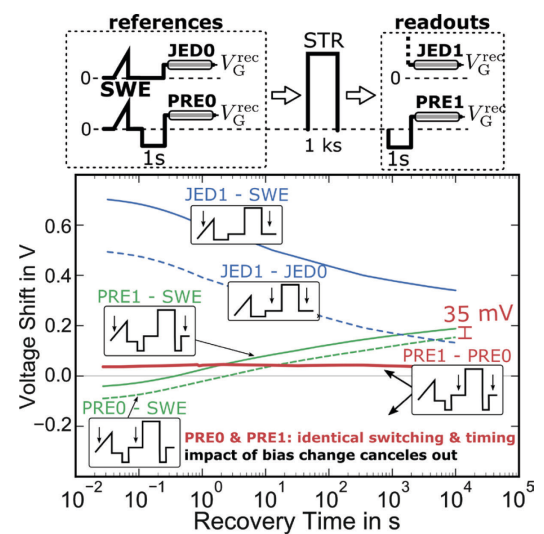 references
readouts
JED0
V_G^rec
STR
JED1
V_G^rec
0
SWE
0
PRE0
V_G^rec
PRE1
V_G^rec
0
1s
1 ks
1s
JED1 - SWE
0.6
JED1 - JED0
0.4
PRE1 - SWE
35 mV
0.2
PRE1 - PRE0
0.0
PRE0 - SWE
−0.2
PRE0 & PRE1: identical switching & timing
impact of bias change canceles out
Voltage Shift in V
10^−2 10^−1 10^0 10^1 10^2 10^3 10^4 10^5
Recovery Time in s